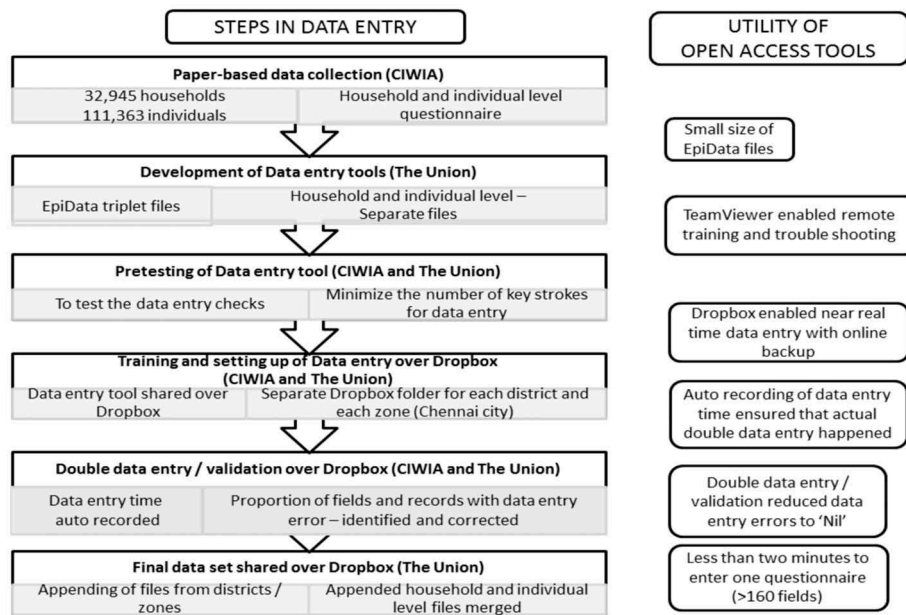 STEPS IN DATA ENTRY
Paper-based data collection (CIWIA)
32,945 households
111,363 individuals
Household and individual level
questionnaire
Development of Data entry tools (The Union)
EpiData triplet files
Household and individual level –
Separate files
Pretesting of Data entry tool (CIWIA and The Union)
To test the data entry checks
Minimize the number of key strokes
for data entry
Training and setting up of Data entry over Dropbox
(CIWIA and The Union)
Data entry tool shared over
Dropbox
Separate Dropbox folder for each district and
each zone (Chennai city)
Double data entry / validation over Dropbox (CIWIA and The Union)
Data entry time
auto recorded
Proportion of fields and records with data entry
error – identified and corrected
Final data set shared over Dropbox (The Union)
Appending of files from districts /
zones
Appended household and individual
level files merged
UTILITY OF
OPEN ACCESS TOOLS
Small size of
EpiData files
TeamViewer enabled remote
training and trouble shooting
Dropbox enabled near real
time data entry with online
backup
Auto recording of data entry
time ensured that actual
double data entry happened
Double data entry /
validation reduced data
entry errors to ‘Nil’
Less than two minutes to
enter one questionnaire
(>160 fields)